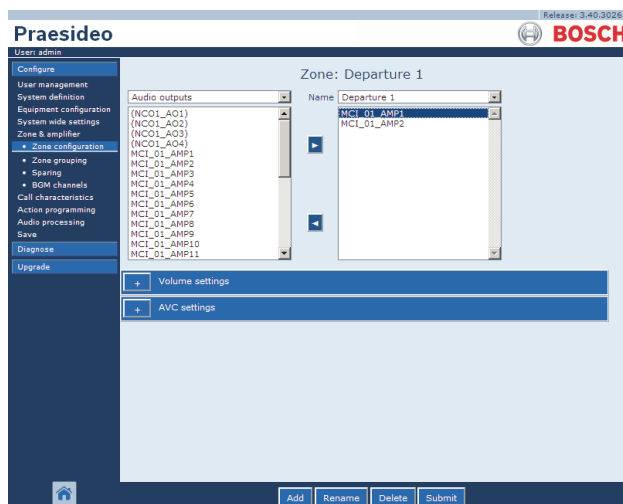 Release: 3.40.3026
Praesideo
BOSCH
User: admin
Configure
User management
System definition
Equipment configuration
System wide settings
Zone & amplifier
• Zone configuration
• Zone grouping
• Sparing
• BGM channels
Call characteristics
Action programming
Audio processing
Save
Diagnose
Upgrade
Zone: Departure 1
Audio outputs
(NCO1_AO1)
(NCO1_AO2)
(NCO1_AO3)
(NCO1_AO4)
MCI_01_AMP1
MCI_01_AMP2
MCI_01_AMP3
MCI_01_AMP4
MCI_01_AMP5
MCI_01_AMP6
MCI_01_AMP7
MCI_01_AMP8
MCI_01_AMP9
MCI_01_AMP10
MCI_01_AMP11
Name Departure 1
MCI_01_AMP1
MCI_01_AMP2
+ Volume settings
+ AVC settings
Add Rename Delete Submit